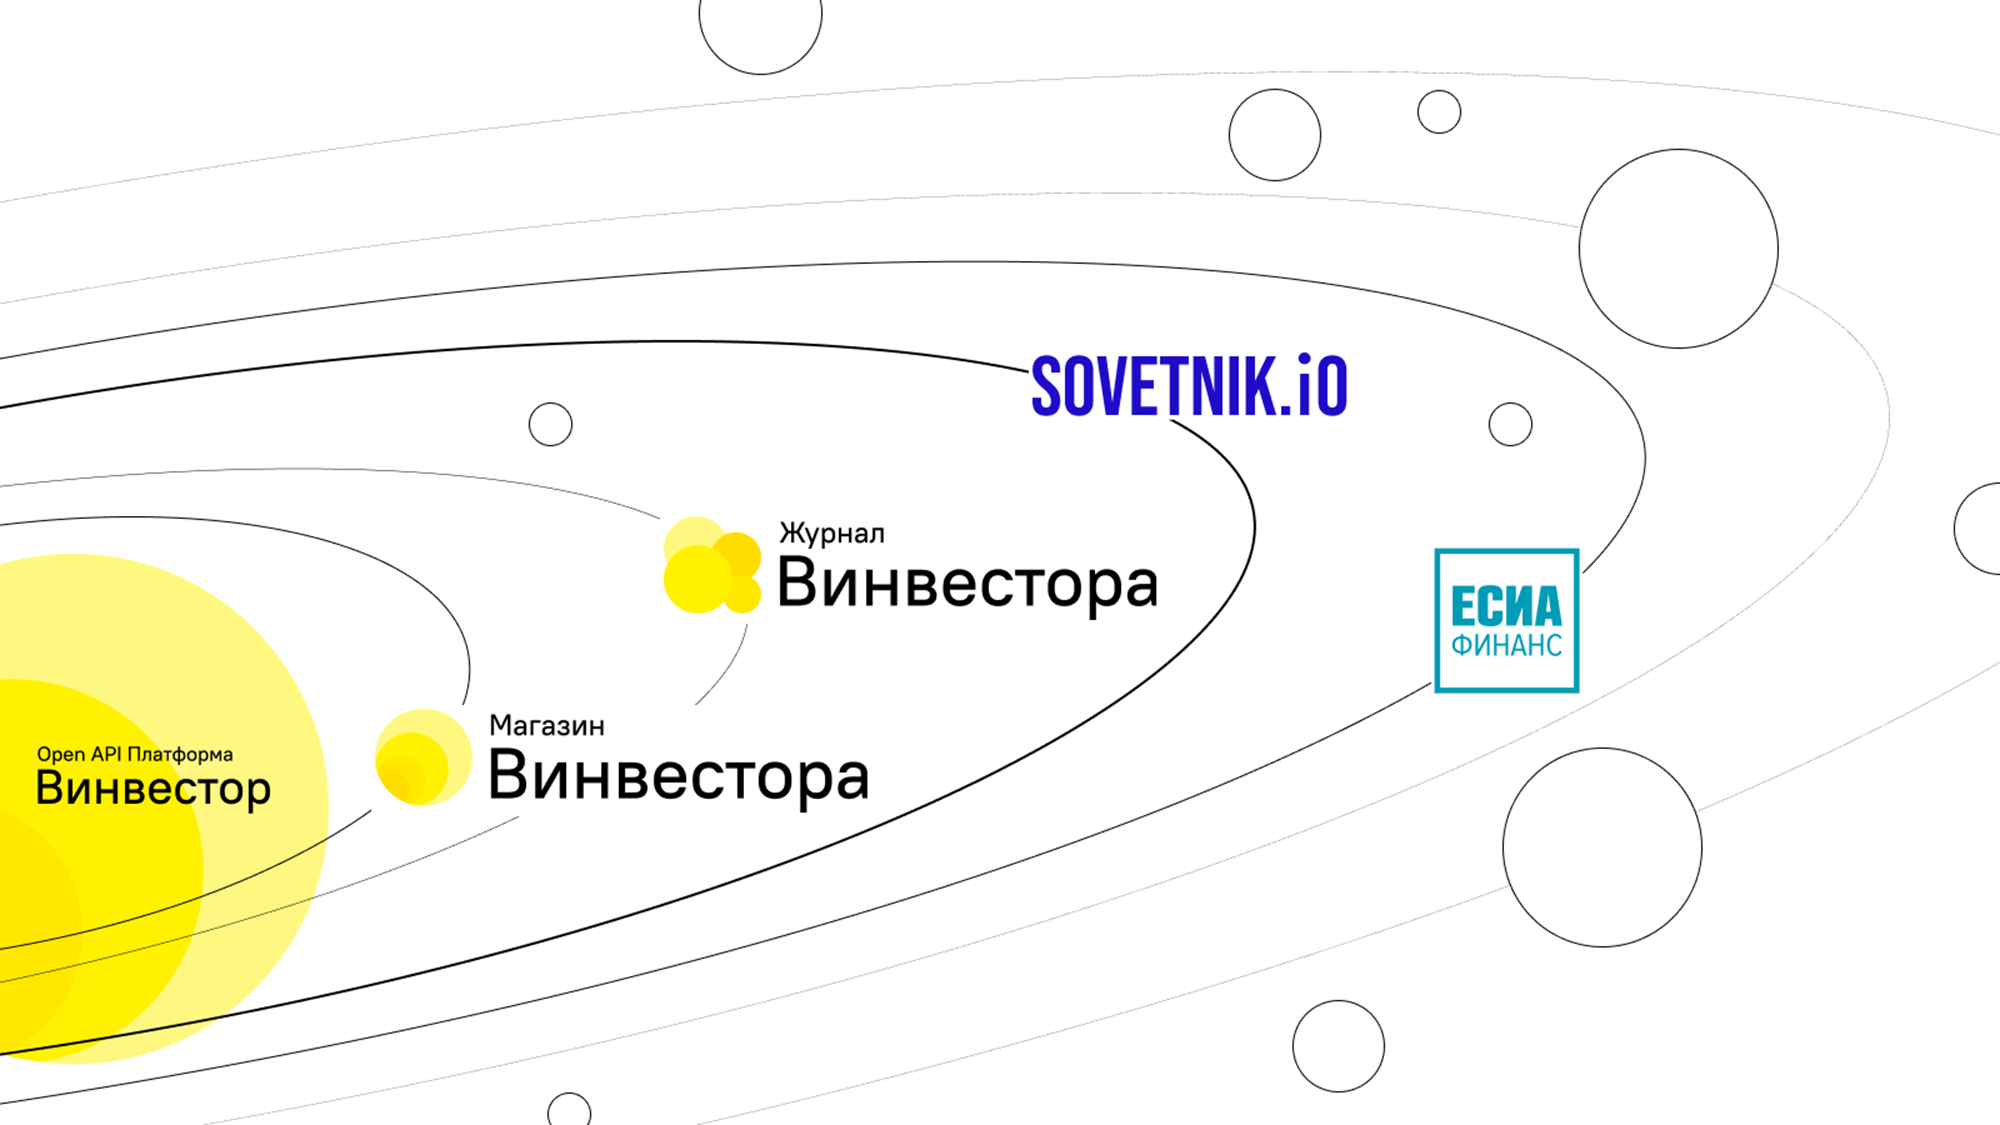 SOVETNIK.iO
Журнал
Винвестора
ЕСИА
ФИНАНС
Магазин
Винвестора
Open API Платформа
Винвестор